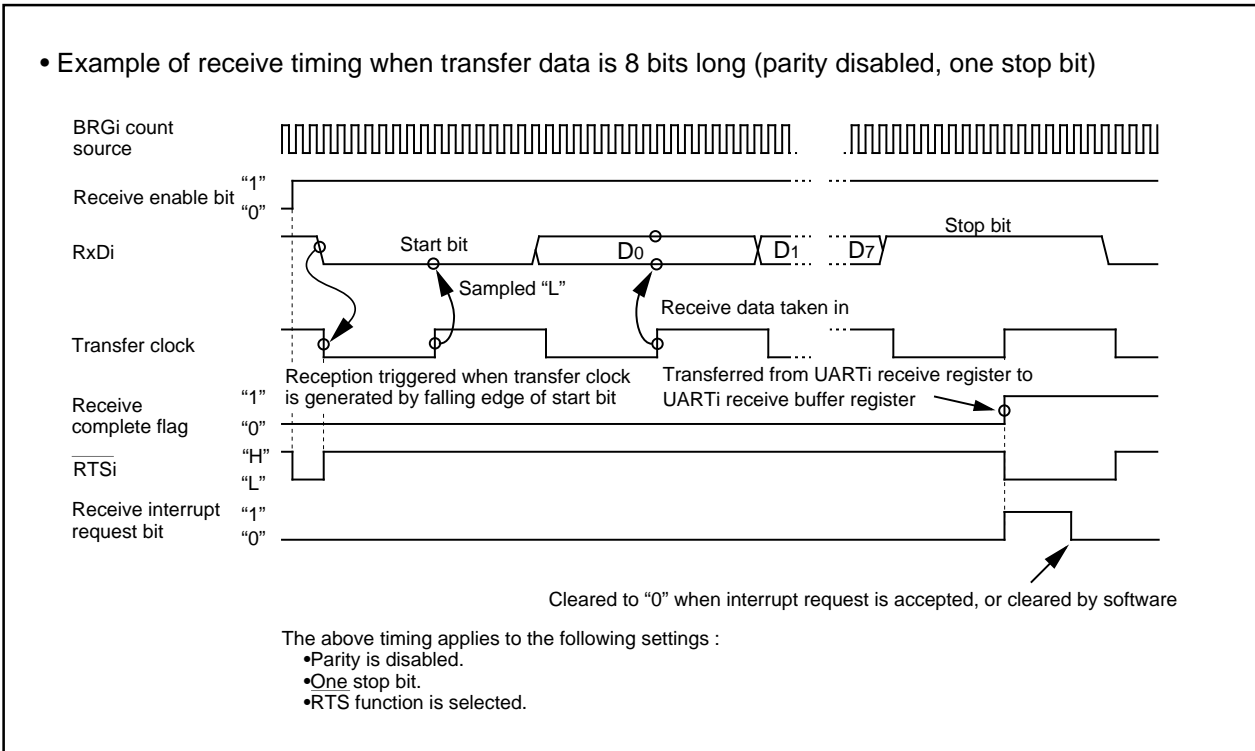 • Example of receive timing when transfer data is 8 bits long (parity disabled, one stop bit)
BRGi count
source
Receive enable bit
“1”
“0”
RxDi
Start bit
D0
D1
D7
Stop bit
Sampled “L”
Receive data taken in
Transfer clock
Reception triggered when transfer clock
is generated by falling edge of start bit
Transferred from UARTi receive register to
UARTi receive buffer register
Receive
complete flag
“1”
“0”
RTSi
“H”
“L”
Receive interrupt
request bit
“1”
“0”
Cleared to “0” when interrupt request is accepted, or cleared by software
The above timing applies to the following settings :
•Parity is disabled.
•One stop bit.
•RTS function is selected.